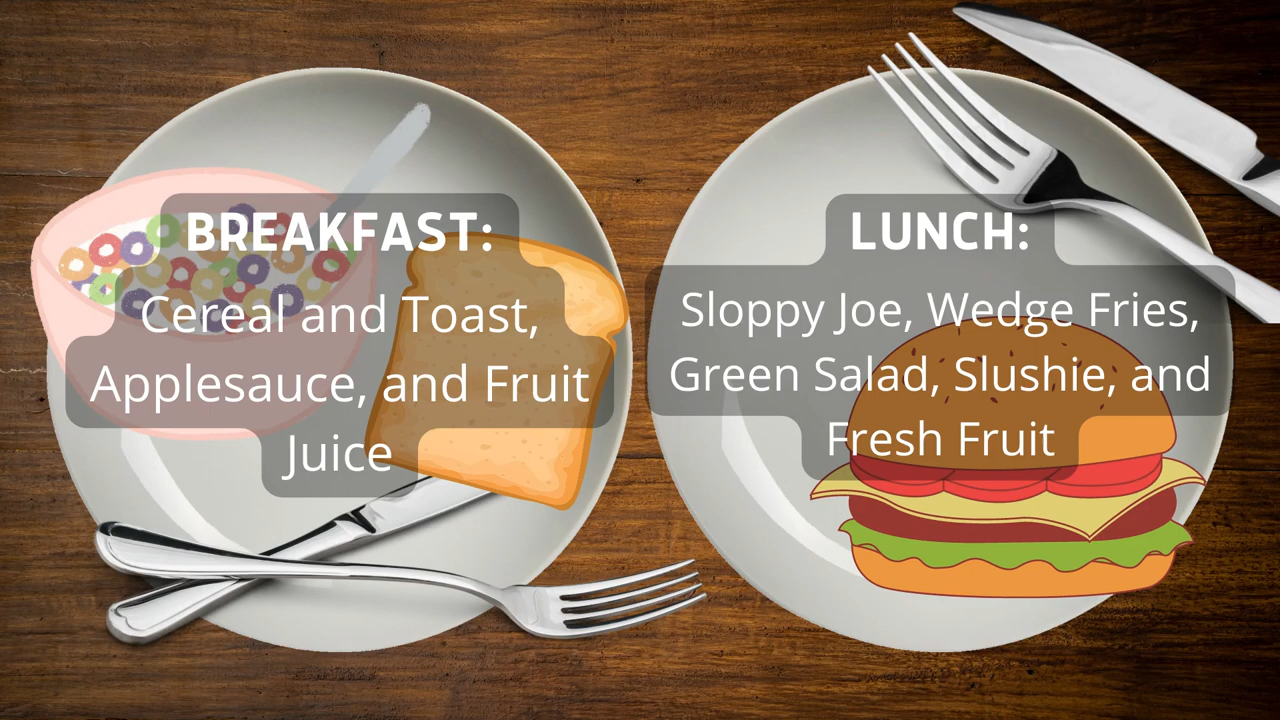 BREAKFAST:
Cereal and Toast,
Applesauce, and Fruit
Juice
LUNCH:
Sloppy Joe, Wedge Fries,
Green Salad, Slushie, and
Fresh Fruit